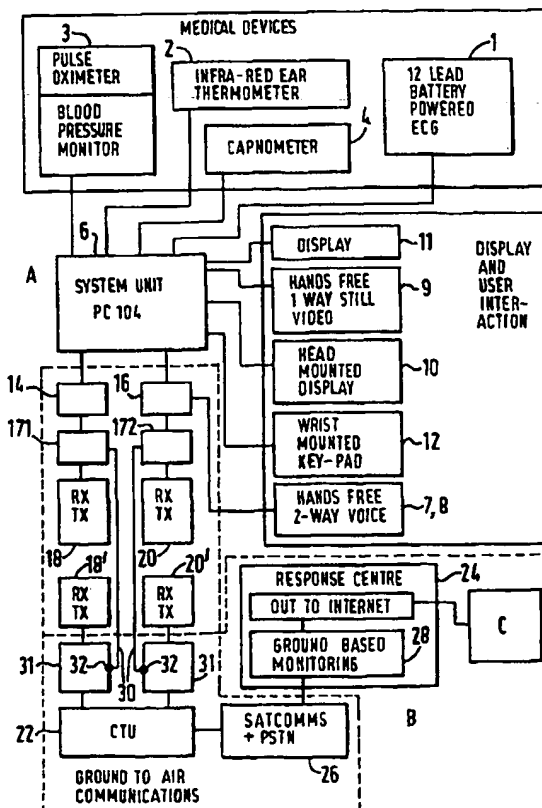 MEDICAL DEVICES
3
PULSE
OXIMETER
BLOOD
PRESSURE
MONITOR
2
INFRA-RED EAR
THERMOMETER
CAPNOMETER
4
1
12 LEAD
BATTERY
POWERED
ECG
6
A
SYSTEM UNIT
PC 104
DISPLAY
11
HANDS FREE
1 WAY STILL
VIDEO
9
HEAD
MOUNTED
DISPLAY
10
WRIST
MOUNTED
KEY-PAD
12
HANDS FREE
2-WAY VOICE
7, 8
DISPLAY
AND
USER
INTER-
ACTION
14
16
171
172
RX
TX
18
RX
TX
20
18'
RX
TX
20'
RX
TX
31
32
30
32
31
22
CTU
GROUND TO AIR
COMMUNICATIONS
RESPONSE CENTRE
24
OUT TO INTERNET
28
GROUND BASED
MONITORING
C
B
SATCOMMS
+ PSTN
26